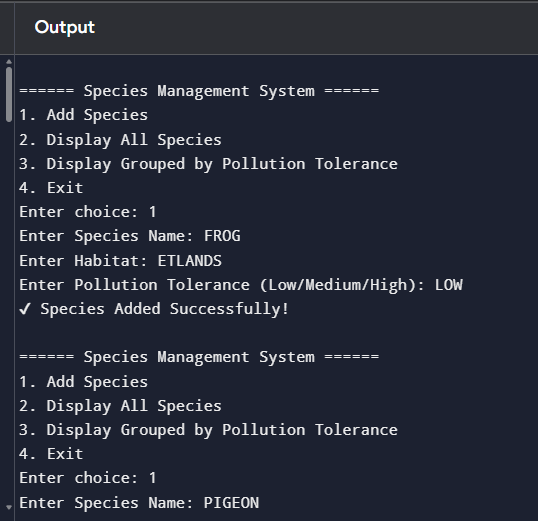 Output
====== Species Management System ======
1. Add Species
2. Display All Species
3. Display Grouped by Pollution Tolerance
4. Exit
Enter choice: 1
Enter Species Name: FROG
Enter Habitat: ETLANDS
Enter Pollution Tolerance (Low/Medium/High): LOW
✔ Species Added Successfully!
====== Species Management System ======
1. Add Species
2. Display All Species
3. Display Grouped by Pollution Tolerance
4. Exit
Enter choice: 1
Enter Species Name: PIGEON